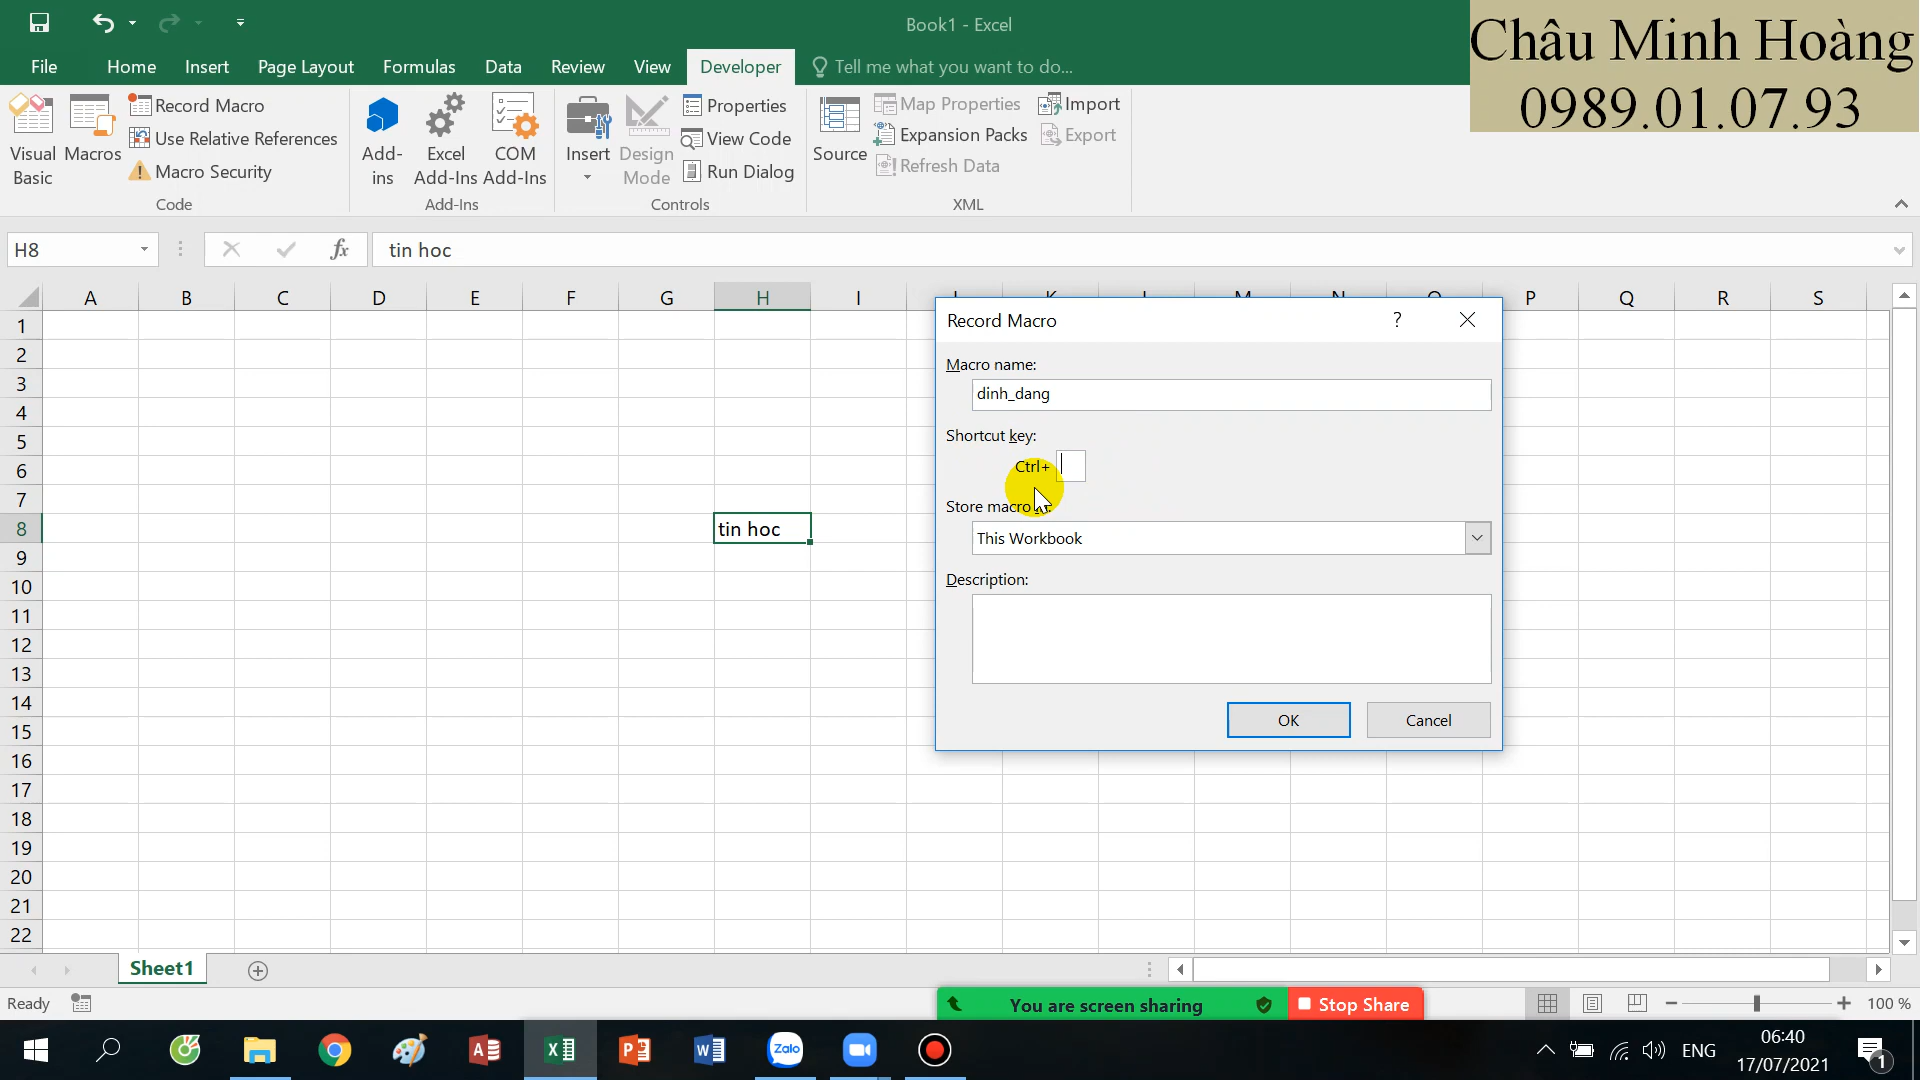 Book1 - Excel
Châu Minh Hoàng
0989.01.07.93
File Home Insert Page Layout Formulas Data Review View Developer Tell me what you want to do...
Visual Basic
Macros
Record Macro
Use Relative References
Macro Security
Code
Add-ins
Excel Add-Ins
COM Add-Ins
Add-Ins
Insert
Design Mode
Properties
View Code
Run Dialog
Controls
Source
Map Properties
Expansion Packs
Refresh Data
Import
Export
XML
H8
fx
tin hoc
A B C D E F G H I J K L M N O P Q R S
1
2
3
4
5
6
7
8 tin hoc
9
10
11
12
13
14
15
16
17
18
19
20
21
22
Record Macro ?
Macro name:
dinh_dang
Shortcut key:
Ctrl+
Store macro
This Workbook
Description:
OK Cancel
Sheet1
Ready
You are screen sharing
Stop Share
100 %
Zalo
ENG
06:40
17/07/2021
1